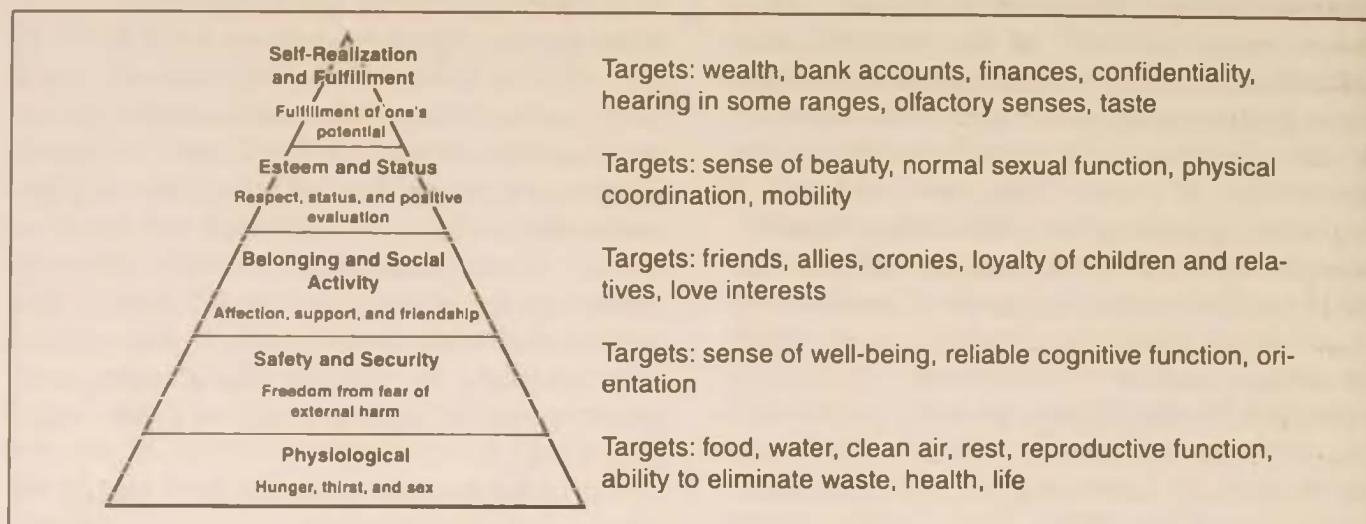 Self-Realization
and Fulfillment
Fulfillment of one's
potential
Targets: wealth, bank accounts, finances, confidentiality,
hearing in some ranges, olfactory senses, taste
Esteem and Status
Respect, status, and positive
evaluation
Targets: sense of beauty, normal sexual function, physical
coordination, mobility
Belonging and Social
Activity
Affection, support, and friendship
Targets: friends, allies, cronies, loyalty of children and rela-
tives, love interests
Safety and Security
Freedom from fear of
external harm
Targets: sense of well-being, reliable cognitive function, ori-
entation
Physiological
Hunger, thirst, and sex
Targets: food, water, clean air, rest, reproductive function,
ability to eliminate waste, health, life